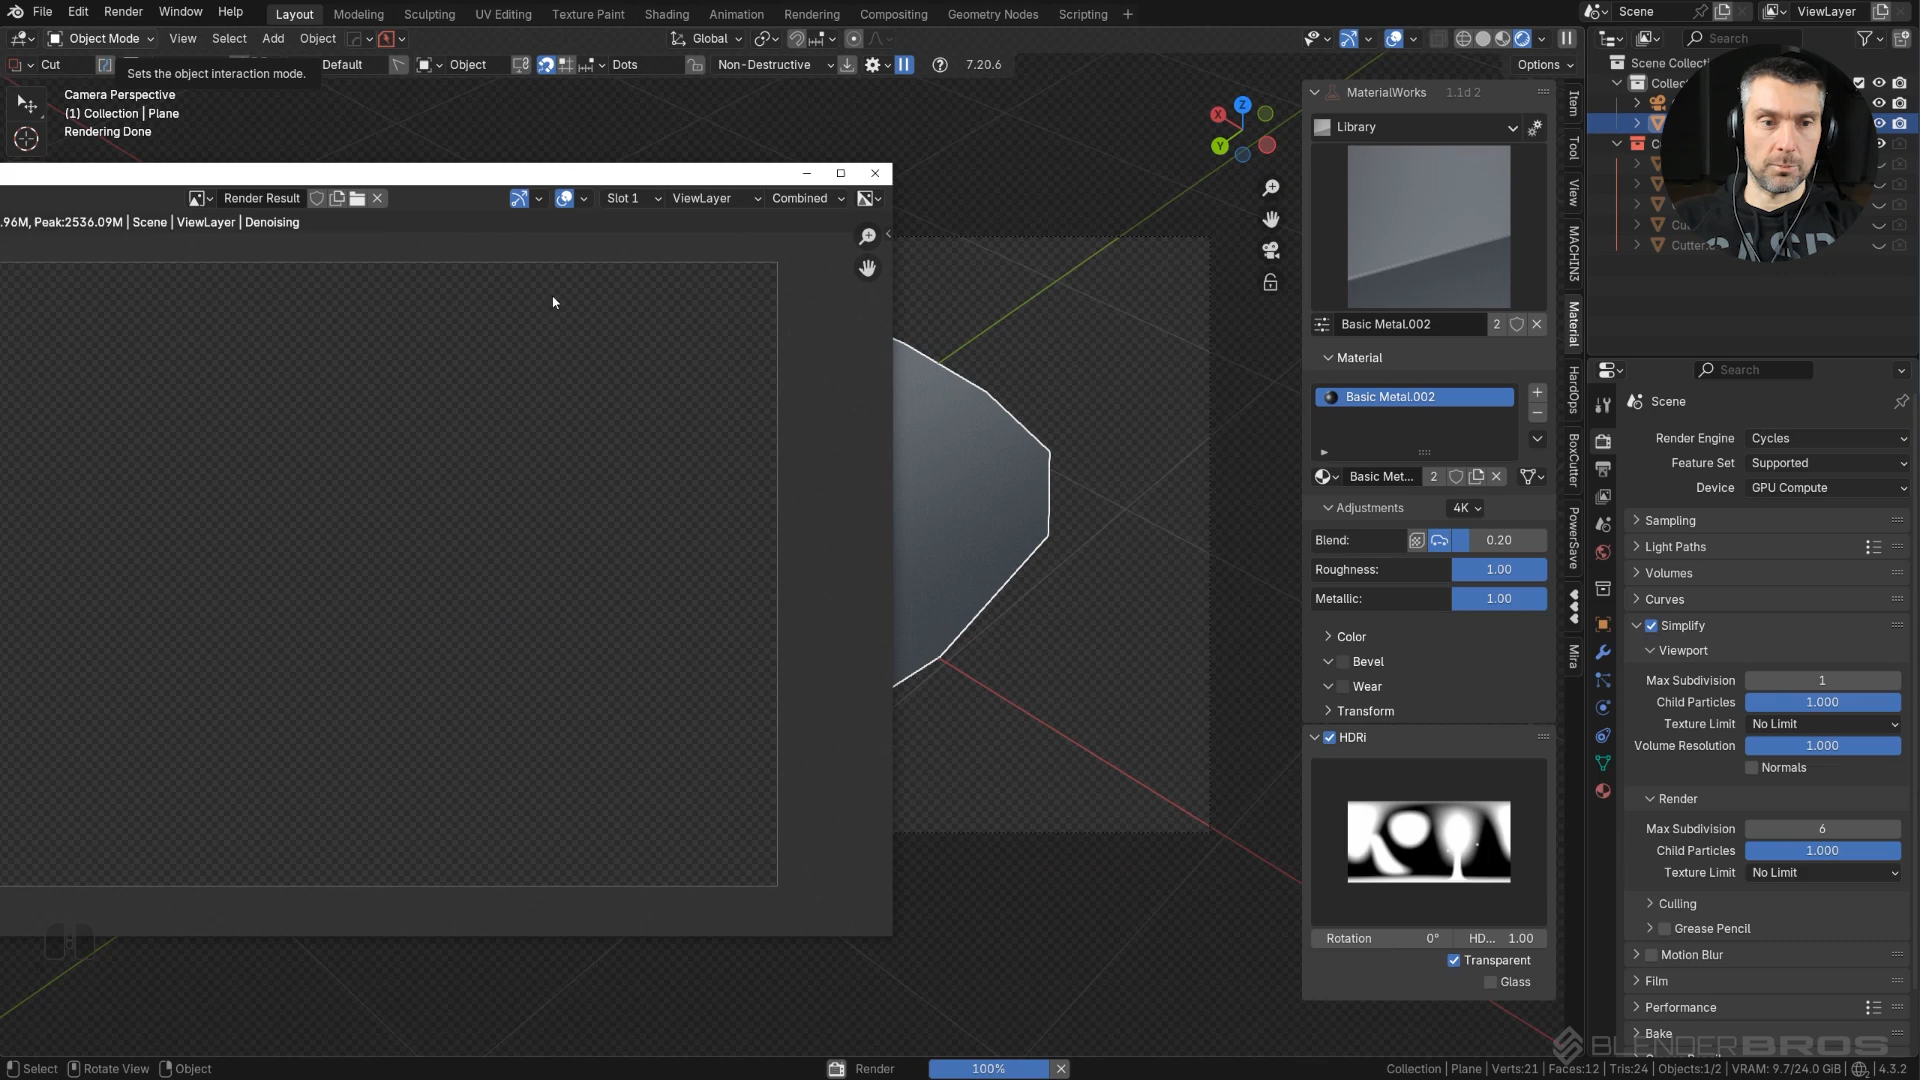 File Edit Render Window Help Layout Modeling Sculpting UV Editing Texture Paint Shading Animation Rendering Compositing Geometry Nodes Scripting + Scene ViewLayer
Object Mode View Select Add Object Global Search
Cut Default Object Dots Non-Destructive 7.20.6 Options
Sets the object interaction mode.
Camera Perspective
(1) Collection | Plane
Rendering Done
Render Result Slot 1 ViewLayer Combined
.96M, Peak:2536.09M | Scene | ViewLayer | Denoising
MaterialWorks 1.1d 2
Library
Basic Metal.002 2
Material
Basic Metal.002
Basic Met... 2
Adjustments 4K
Blend: 0.20
Roughness: 1.00
Metallic: 1.00
Color
Bevel
Wear
Transform
HDRi
Rotation 0° HD... 1.00
Transparent
Glass
Item
Tool
View
MACHIN3
Material
HardOps
BoxCutter
PowerSave
Mira
Search
Scene
Render Engine Cycles
Feature Set Supported
Device GPU Compute
Sampling
Light Paths
Volumes
Curves
Simplify
Viewport
Max Subdivision 1
Child Particles 1.000
Texture Limit No Limit
Volume Resolution 1.000
Normals
Render
Max Subdivision 6
Child Particles 1.000
Texture Limit No Limit
Culling
Grease Pencil
Motion Blur
Film
Performance
Bake
BLENDERBROS
Select Rotate View Object Render 100% Collection | Plane | Verts:21 | Faces:12 | Tris:24 | Objects:1/2 | VRAM: 9.7/24.0 GiB | 4.3.2